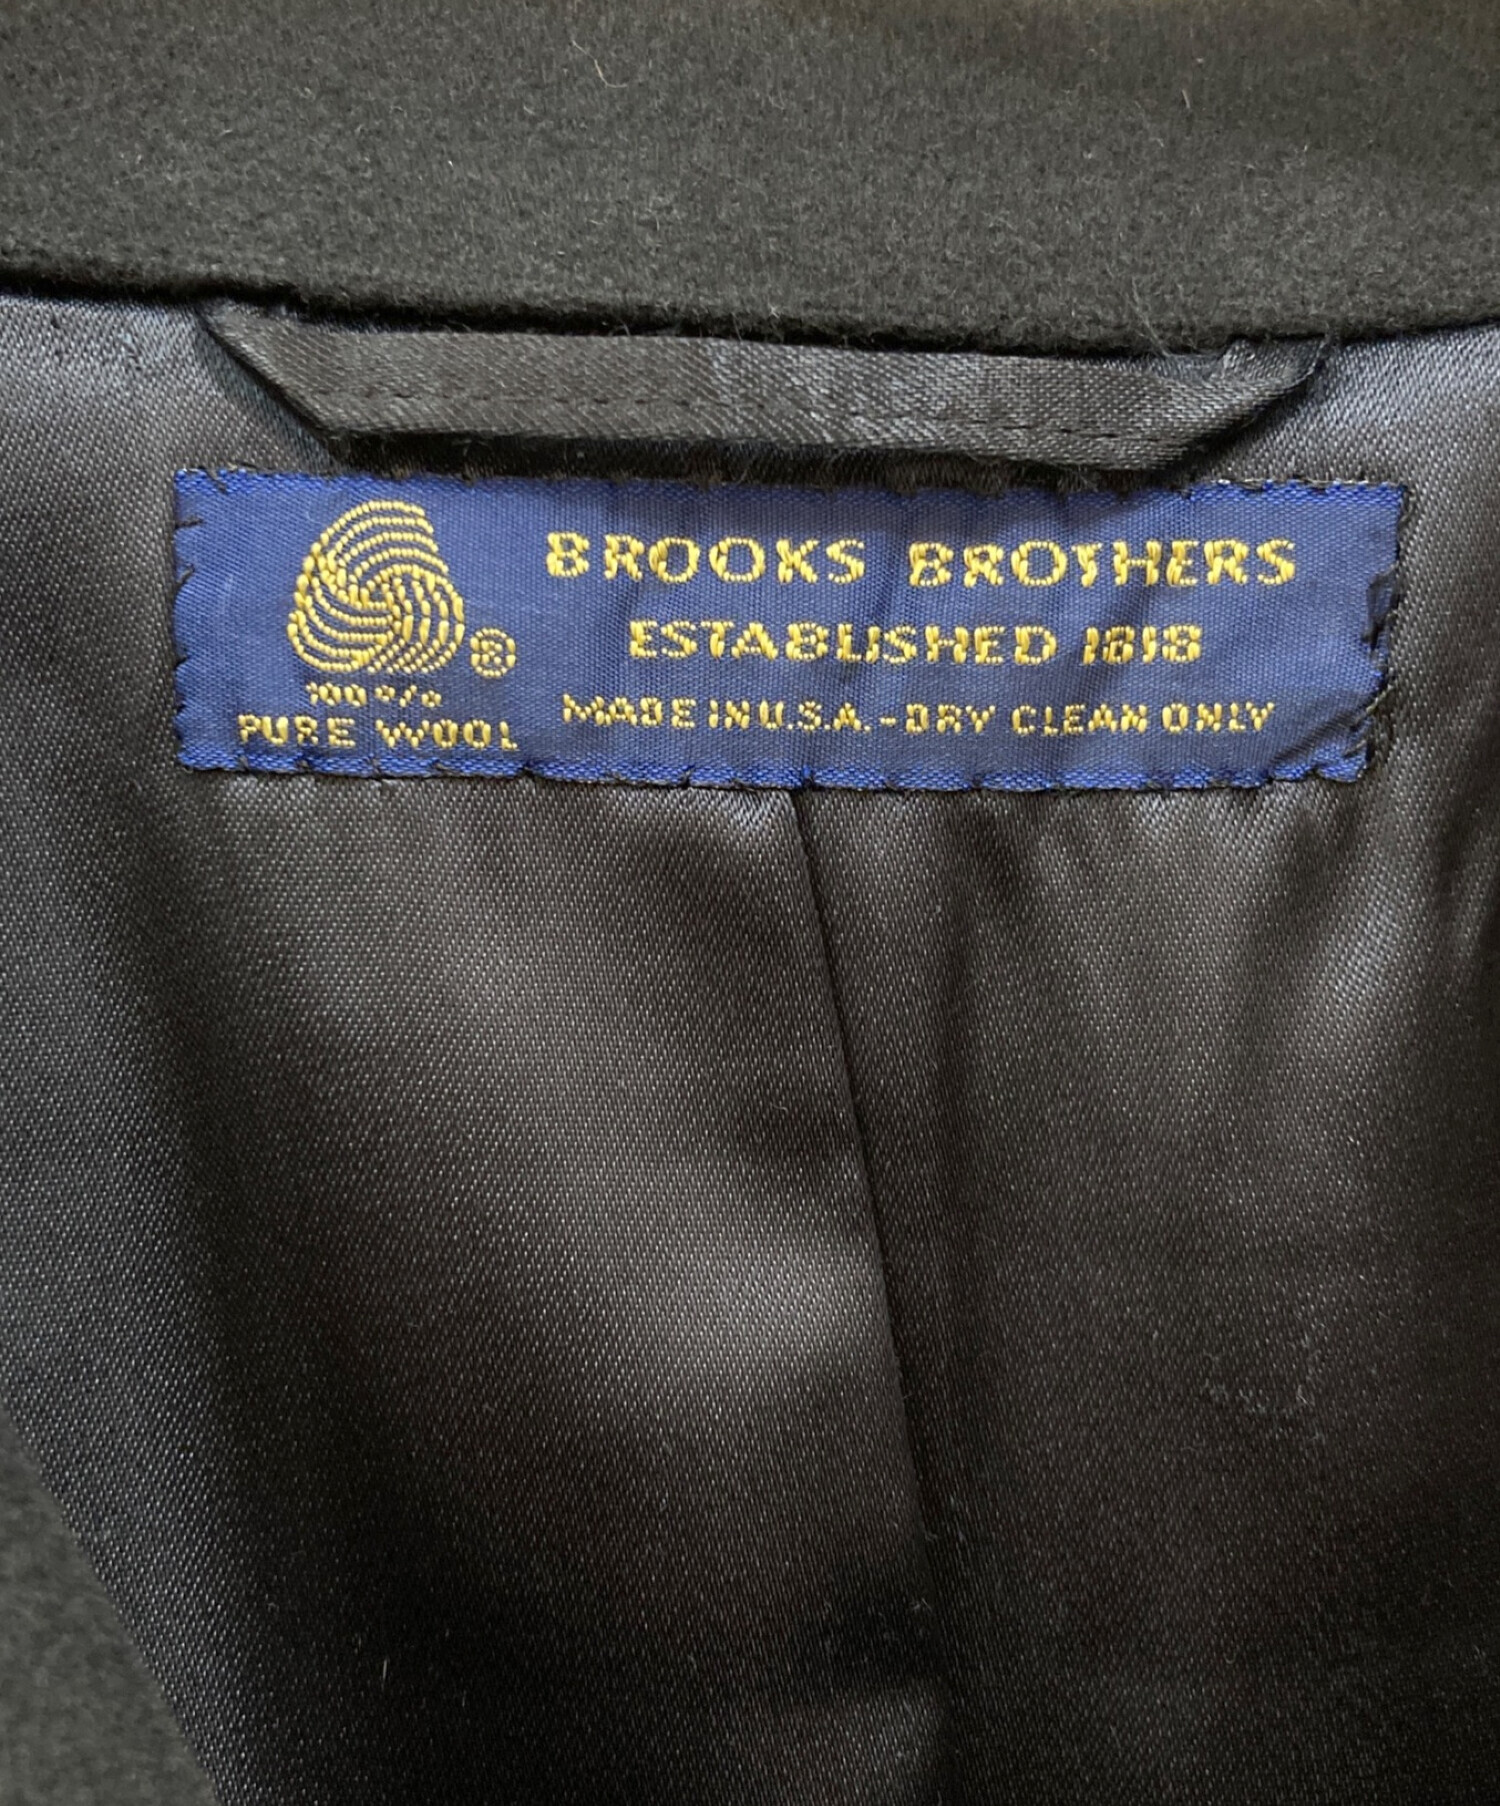 BROOKS BROTHERS
ESTABLISHED 1818
MADE IN U.S.A. - DRY CLEAN ONLY
®
100%
PURE WOOL